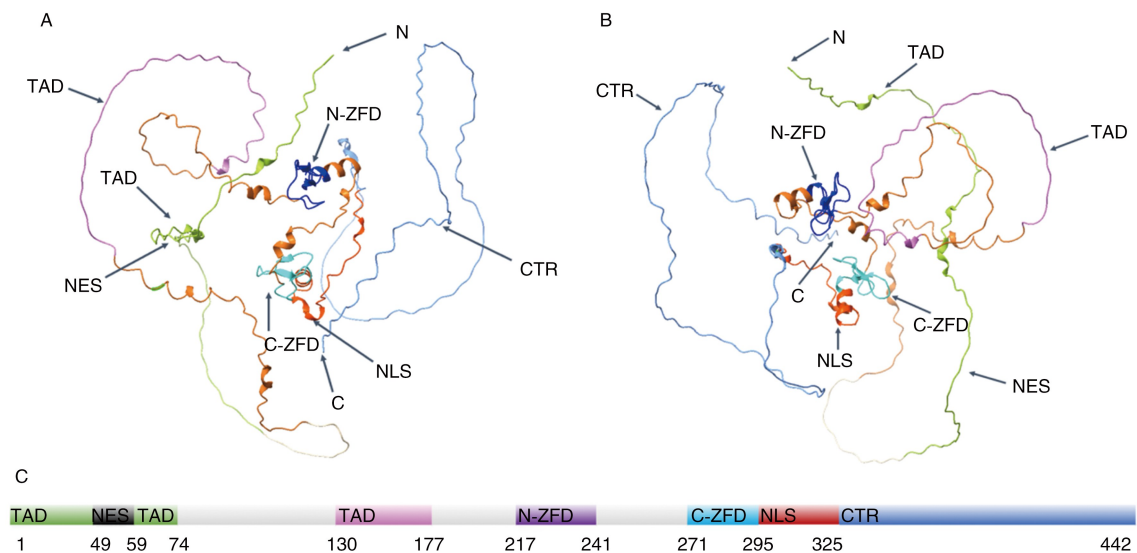 A
N
TAD
N-ZFD
TAD
NES
CTR
C-ZFD
NLS
C
B
N
TAD
CTR
N-ZFD
TAD
C
C-ZFD
NLS
NES
C
TAD NES TAD TAD N-ZFD C-ZFD NLS CTR
1 49 59 74 130 177 217 241 271 295 325 442